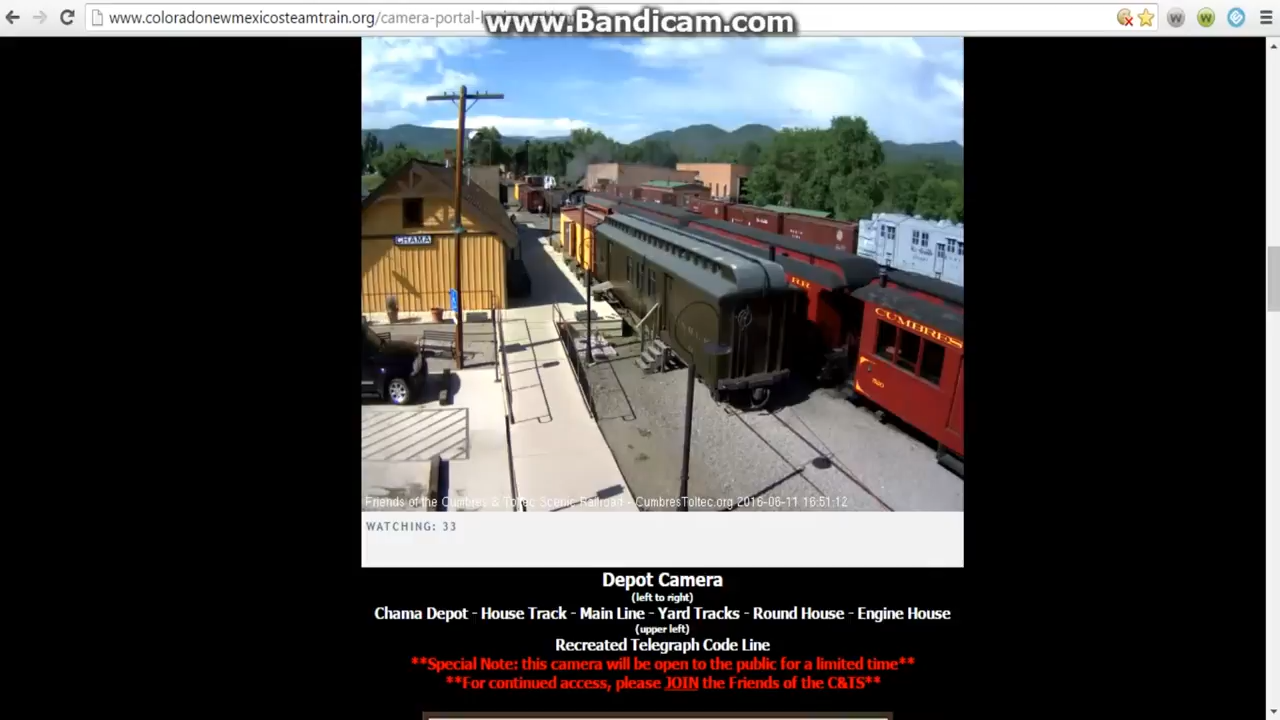 www.coloradonewmexicosteamtrain.org/camera-portal-
www.Bandicam.com
CHAMA
CUMBRES
Friends of the Cumbres & Toltec Scenic Railroad - CumbresToltec.org 2016-06-11 16:51:12
WATCHING: 33
Depot Camera
(left to right)
Chama Depot - House Track - Main Line - Yard Tracks - Round House - Engine House
(upper left)
Recreated Telegraph Code Line
**Special Note: this camera will be open to the public for a limited time**
**For continued access, please JOIN the Friends of the C&TS**